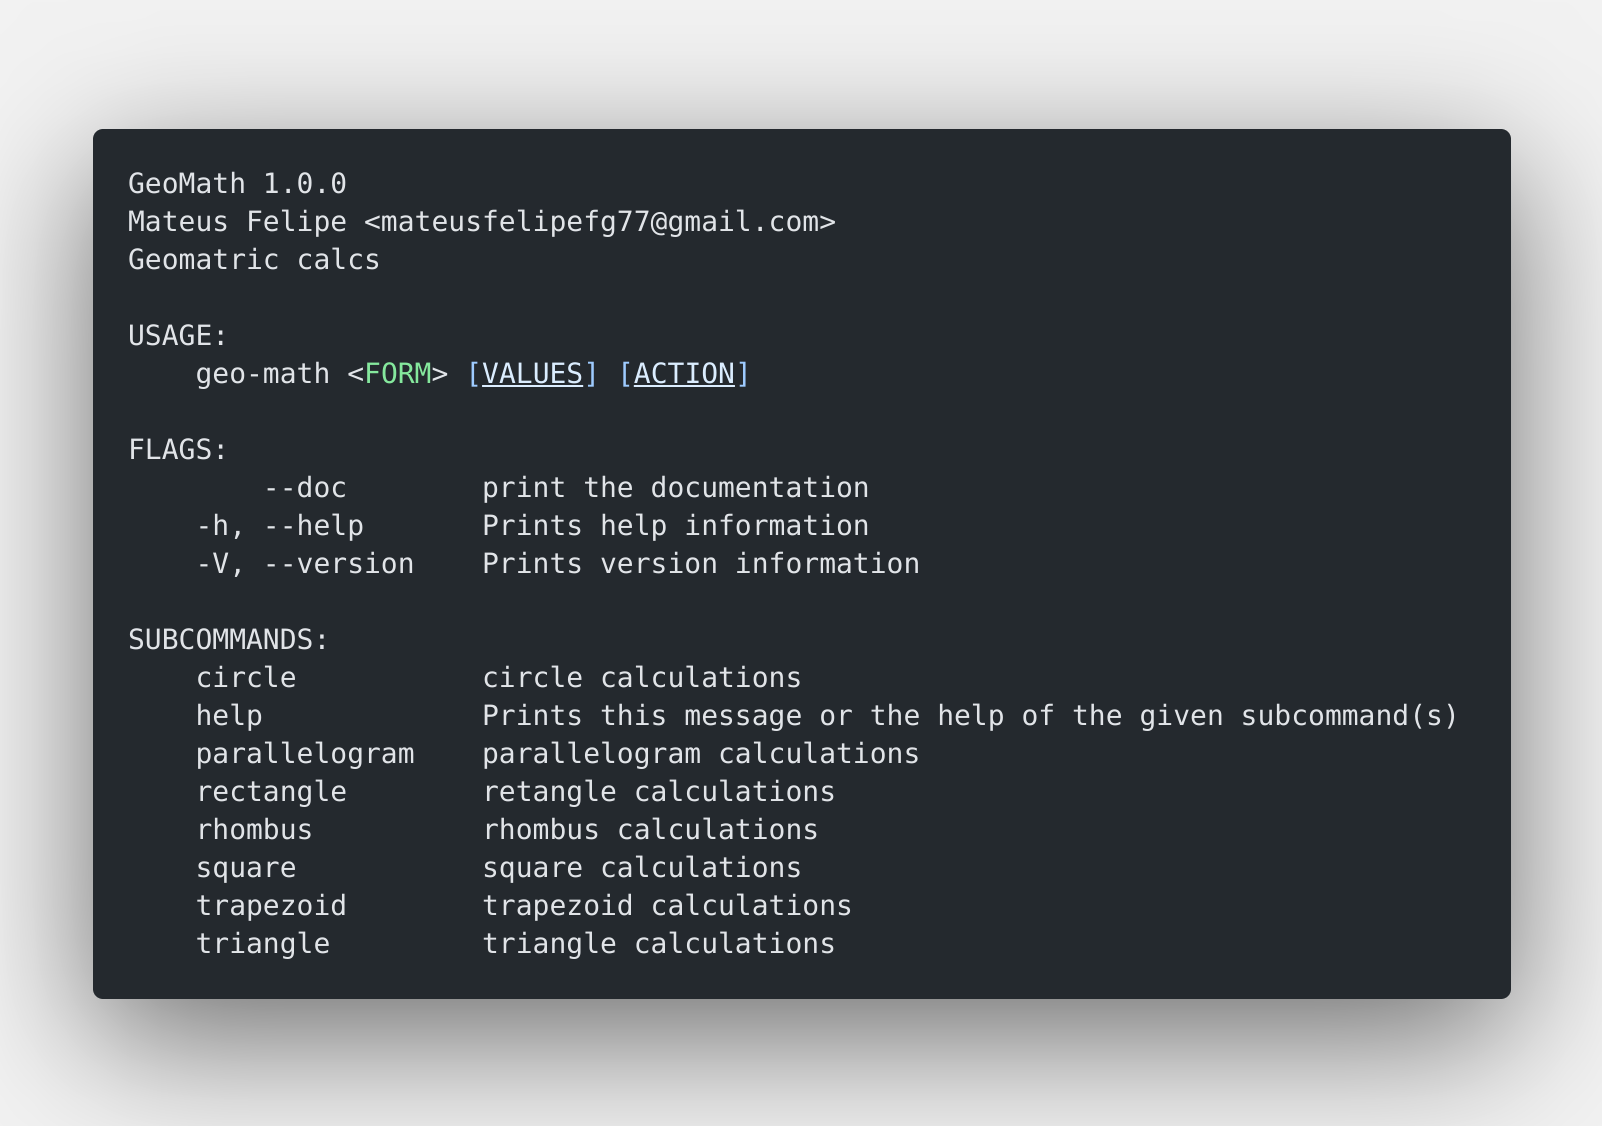 GeoMath 1.0.0
Mateus Felipe <mateusfelipefg77@gmail.com>
Geomatric calcs
USAGE:
    geo-math <FORM> [VALUES] [ACTION]
FLAGS:
        --doc        print the documentation
    -h, --help       Prints help information
    -V, --version    Prints version information
SUBCOMMANDS:
    circle           circle calculations
    help             Prints this message or the help of the given subcommand(s)
    parallelogram    parallelogram calculations
    rectangle        retangle calculations
    rhombus          rhombus calculations
    square           square calculations
    trapezoid        trapezoid calculations
    triangle         triangle calculations